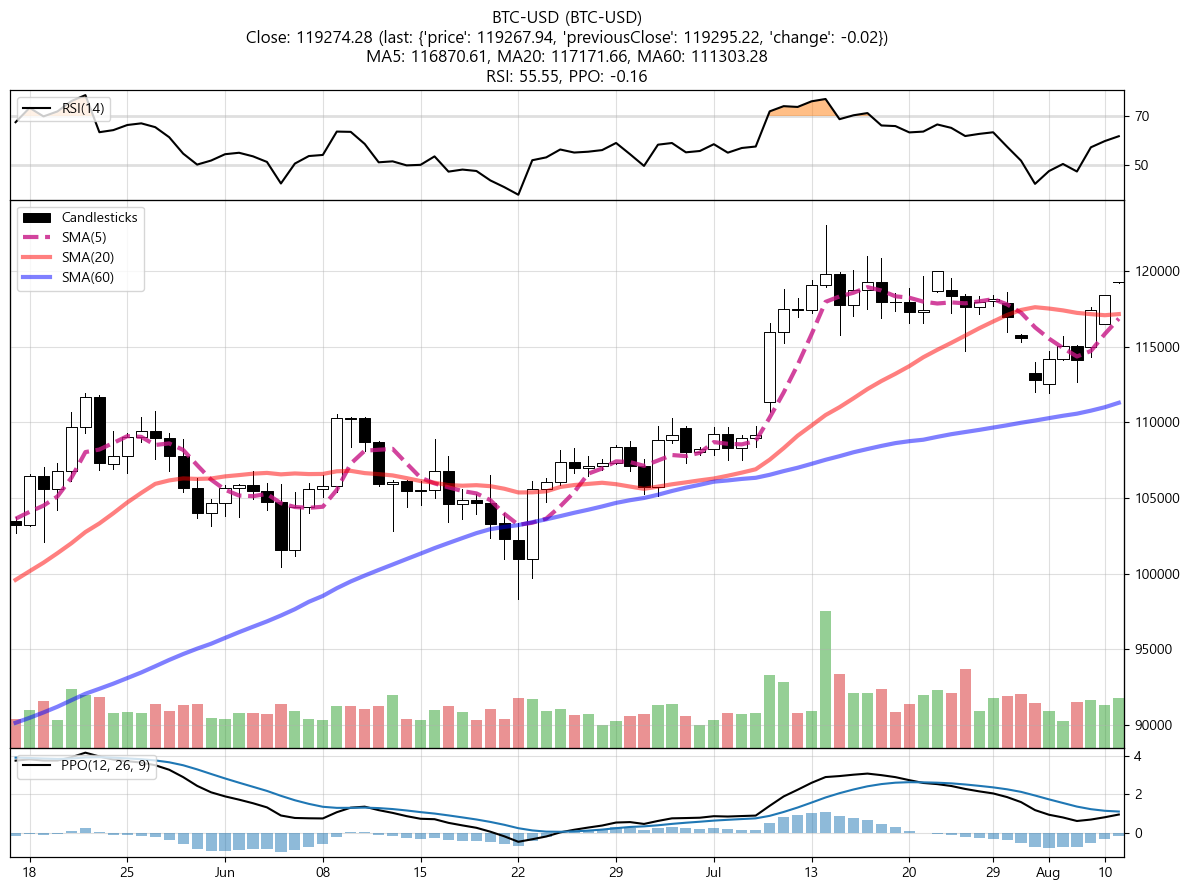 BTC-USD (BTC-USD)
Close: 119274.28 (last: {'price': 119267.94, 'previousClose': 119295.22, 'change': -0.02})
MA5: 116870.61, MA20: 117171.66, MA60: 111303.28
RSI: 55.55, PPO: -0.16
RSI(14)
70
50
Candlesticks
SMA(5)
SMA(20)
SMA(60)
120000
115000
110000
105000
100000
95000
90000
PPO(12, 26, 9)
4
2
0
18 25 Jun 08 15 22 29 Jul 13 20 29 Aug 10